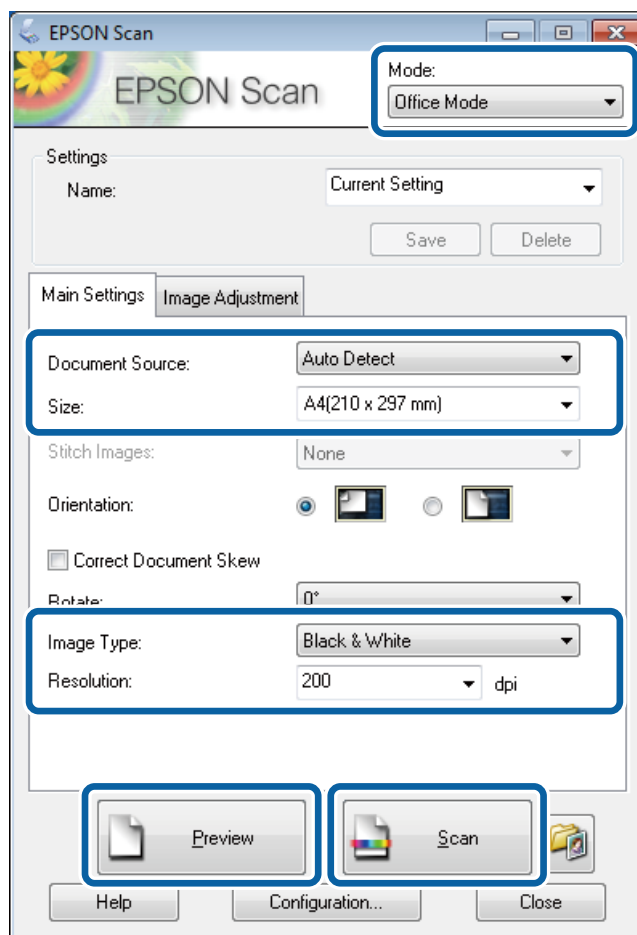 EPSON Scan
EPSON Scan
Mode:
Office Mode
Settings
Name: Current Setting
Save Delete
Main Settings Image Adjustment
Document Source: Auto Detect
Size: A4(210 x 297 mm)
Stitch Images: None
Orientation:
Correct Document Skew
Rotate: 0°
Image Type: Black & White
Resolution: 200 dpi
Preview Scan
Help Configuration... Close